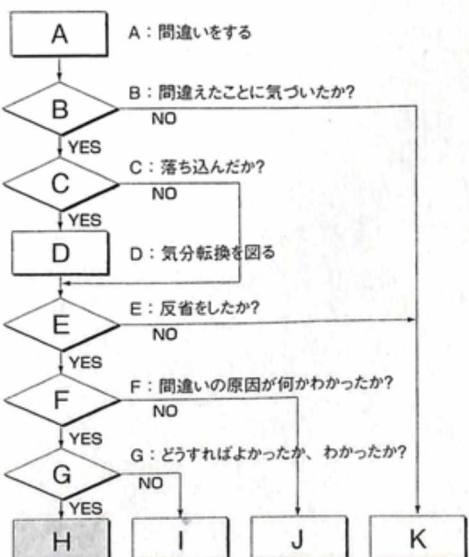 A
A：間違いをする
B：間違えたことに気づいたか?
B
NO
YES
C：落ち込んだか?
C
NO
YES
D
D：気分転換を図る
E：反省をしたか?
E
NO
YES
F：間違いの原因が何かわかったか?
F
NO
YES
G：どうすればよかったか、わかったか?
G
NO
YES
H
I
J
K